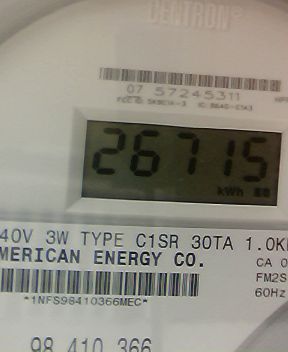 CENTRON
07 57245311
26715
kWh
40V 3W TYPE C1SR 30TA 1.0K
MERICAN ENERGY CO.
CA 0
FM2S
60Hz
*1NFS98410366MEC*
98 410 366